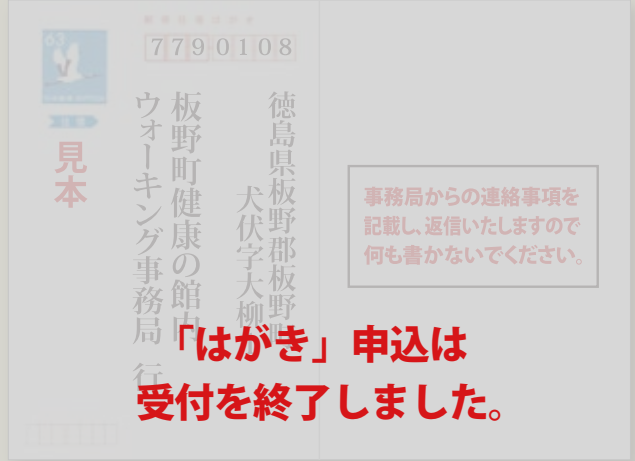 63
7790108
徳島県板野郡板野町
犬伏字大柳
板野町健康の館内
ウォーキング事務局 行
見本
事務局からの連絡事項を
記載し、返信いたしますので
何も書かないでください。
「はがき」申込は
受付を終了しました。